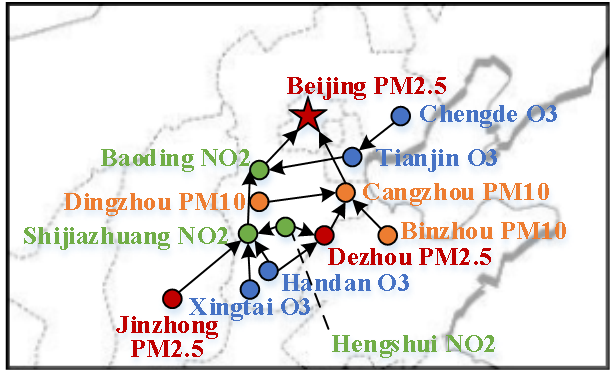 Beijing PM2.5
Chengde O3
Baoding NO2
Tianjin O3
Dingzhou PM10
Cangzhou PM10
Shijiazhuang NO2
Binzhou PM10
Dezhou PM2.5
Handan O3
Xingtai O3
Jinzhong
PM2.5
Hengshui NO2